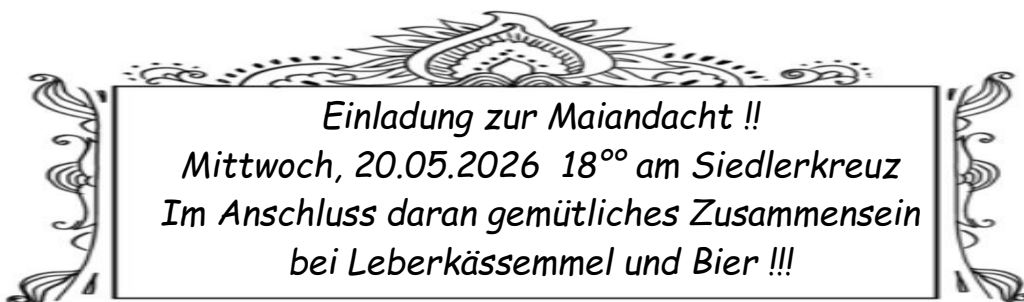 Einladung zur Maiandacht !!
Mittwoch, 20.05.2026 18°° am Siedlerkreuz
Im Anschluss daran gemütliches Zusammensein
bei Leberkässemmel und Bier !!!